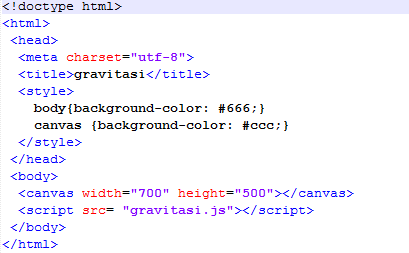 <!doctype html>
<html>
<head>
<meta charset="utf-8">
<title>gravitasi</title>
<style>
body{background-color: #666;}
canvas {background-color: #ccc;}
</style>
</head>
<body>
<canvas width="700" height="500"></canvas>
<script src= "gravitasi.js"></script>
</body>
</html>